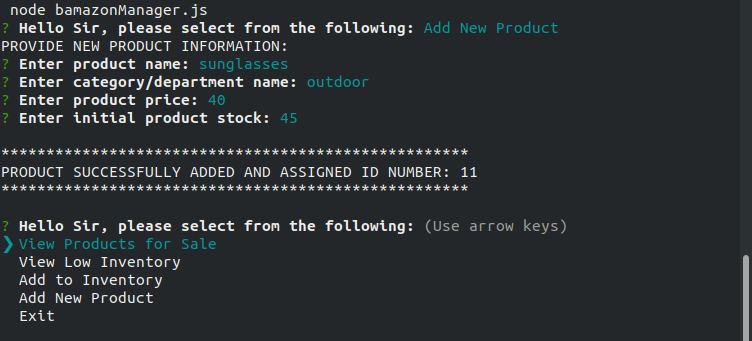 node bamazonManager.js
? Hello Sir, please select from the following: Add New Product
PROVIDE NEW PRODUCT INFORMATION:
? Enter product name: sunglasses
? Enter category/department name: outdoor
? Enter product price: 40
? Enter initial product stock: 45
****************************************************
PRODUCT SUCCESSFULLY ADDED AND ASSIGNED ID NUMBER: 11
****************************************************
? Hello Sir, please select from the following: (Use arrow keys)
❯ View Products for Sale
View Low Inventory
Add to Inventory
Add New Product
Exit